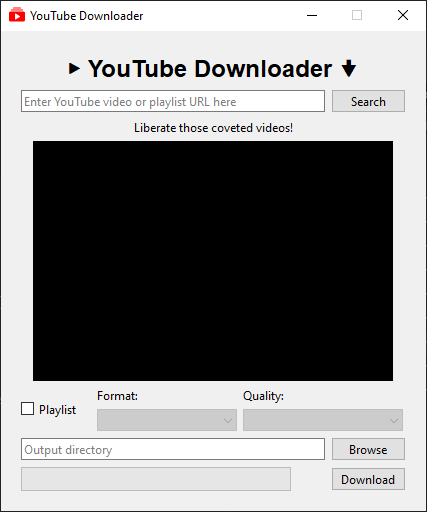 YouTube Downloader
YouTube Downloader
Enter YouTube video or playlist URL here
Search
Liberate those coveted videos!
Format:
Quality:
Playlist
Output directory
Browse
Download